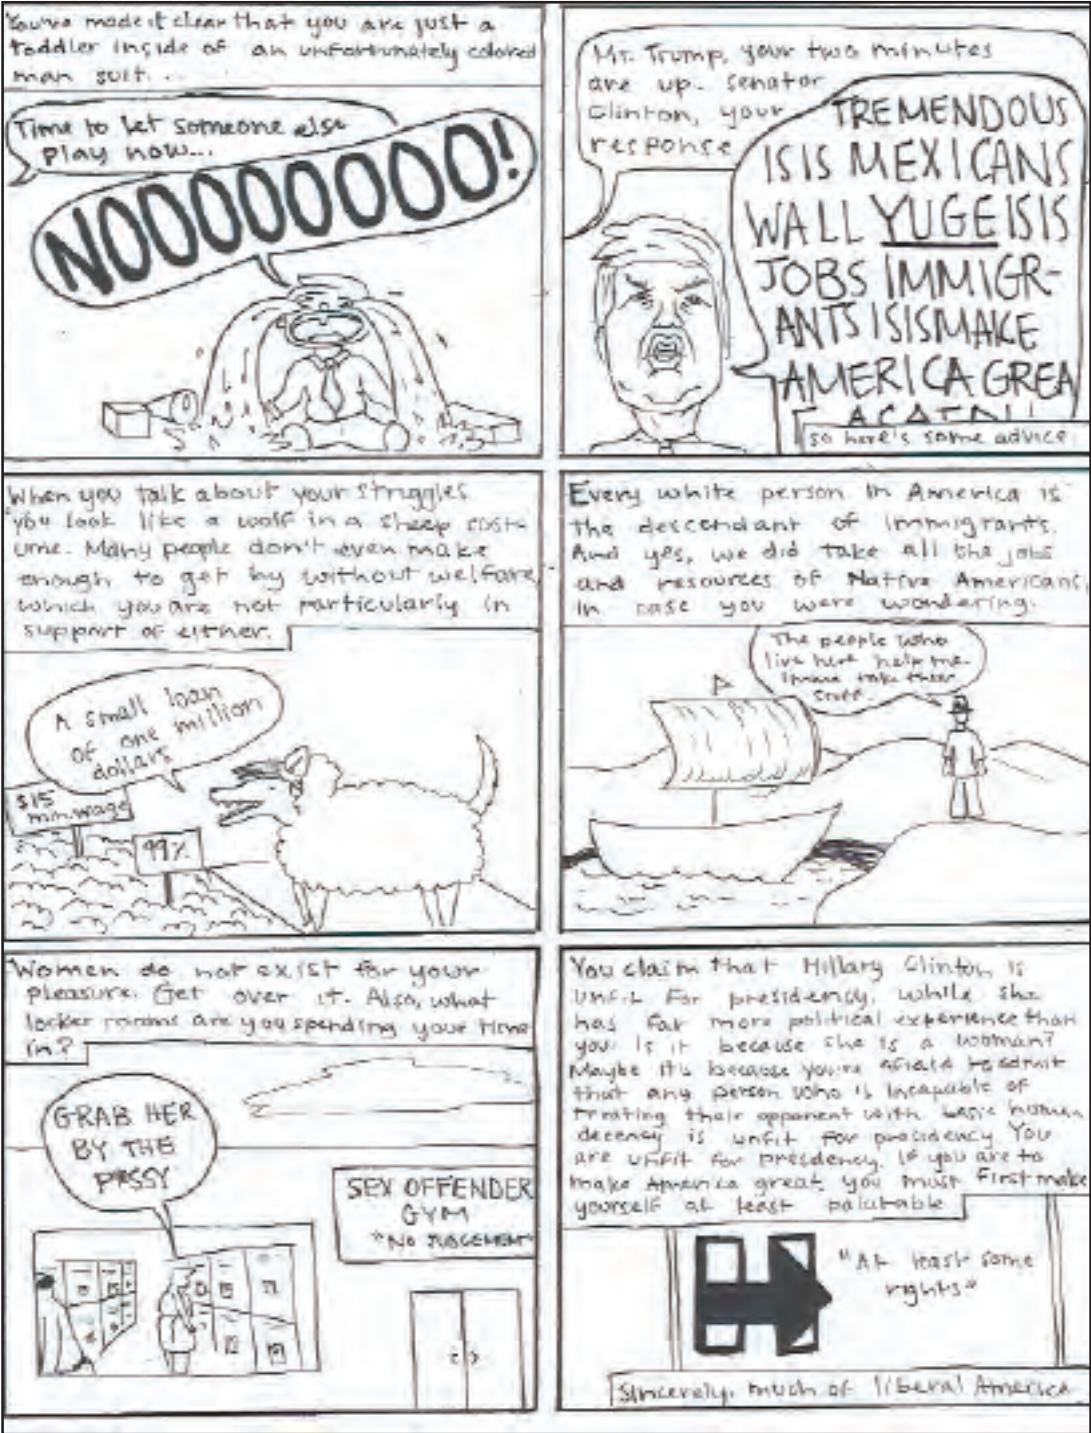 You've made it clear that you are just a
toddler inside of an unfortunately colored
man suit...
Time to let someone else
play now...
NOOOOOOOO!
Mr. Trump, your two minutes
are up. senator
Clinton, your
response
TREMENDOUS
ISIS MEXICANS
WALL YUGE ISIS
JOBS IMMIGR-
ANTS ISIS MAKE
AMERICA GREA
T AGAIN!!
so here's some advice.
When you talk about your struggles
you look like a wolf in a sheep cost-
ume. Many people don't even make
enough to get by without welfare,
which you are not particularly in
support of either.
A small loan
of one million
dollars
$15
min.wage
99%
Every white person in America is
the descendant of immigrants.
And yes, we did take all the jobs
and resources of Native Americans
in case you were wondering.
The people who
live here help me.
Imma take their
stuff
Women do not exist for your
pleasure. Get over it. Also, what
locker rooms are you spending your time
in?
GRAB HER
BY THE
PUSSY
SEX OFFENDER
GYM
"NO JUDGEMENT"
You claim that Hillary Clinton is
unfit for presidency, while she
has far more political experience than
you. Is it because she is a woman?
Maybe it's because you're afraid to admit
that any person who is incapable of
treating their opponent with basic human
decency is unfit for presidency. You
are unfit for presidency. If you are to
make America great, you must first make
yourself at least palatable
H
"At least some
rights"
Sincerely, much of liberal America